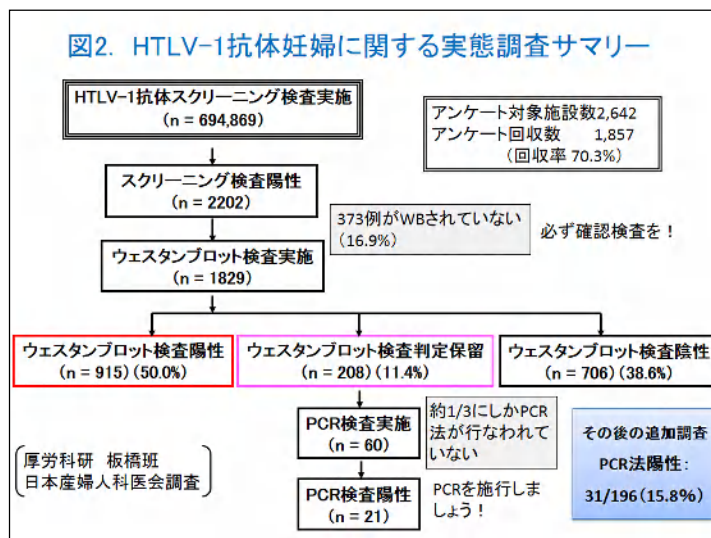 図2. HTLV-1抗体妊婦に関する実態調査サマリー
HTLV-1抗体スクリーニング検査実施
(n = 694,869)
アンケート対象施設数2,642
アンケート回収数 1,857
(回収率 70.3%)
スクリーニング検査陽性
(n = 2202)
373例がWBされていない
(16.9%)
必ず確認検査を！
ウェスタンブロット検査実施
(n = 1829)
ウェスタンブロット検査陽性
(n = 915)(50.0%)
ウェスタンブロット検査判定保留
(n = 208)(11.4%)
ウェスタンブロット検査陰性
(n = 706)(38.6%)
PCR検査実施
(n = 60)
約1/3にしかPCR
法が行なわれて
いない
その後の追加調査
PCR法陽性：
31/196(15.8%)
厚労科研 板橋班
日本産婦人科医会調査
PCR検査陽性
(n = 21)
PCRを施行しま
しょう！